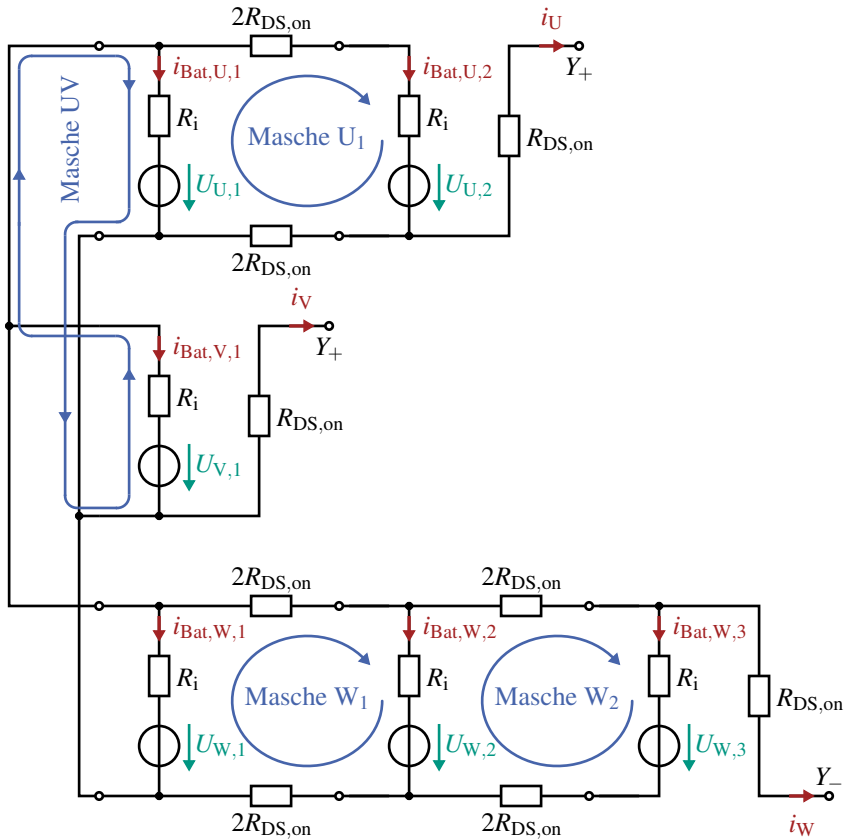 2R_DS,on
i_U
Y_+
i_Bat,U,1
i_Bat,U,2
Masche UV
R_i
Masche U_1
R_i
R_DS,on
U_U,1
U_U,2
2R_DS,on
i_V
Y_+
i_Bat,V,1
R_i
R_DS,on
U_V,1
2R_DS,on
2R_DS,on
i_Bat,W,1
i_Bat,W,2
i_Bat,W,3
R_i
Masche W_1
R_i
Masche W_2
R_i
R_DS,on
U_W,1
U_W,2
U_W,3
Y_−
2R_DS,on
2R_DS,on
i_W